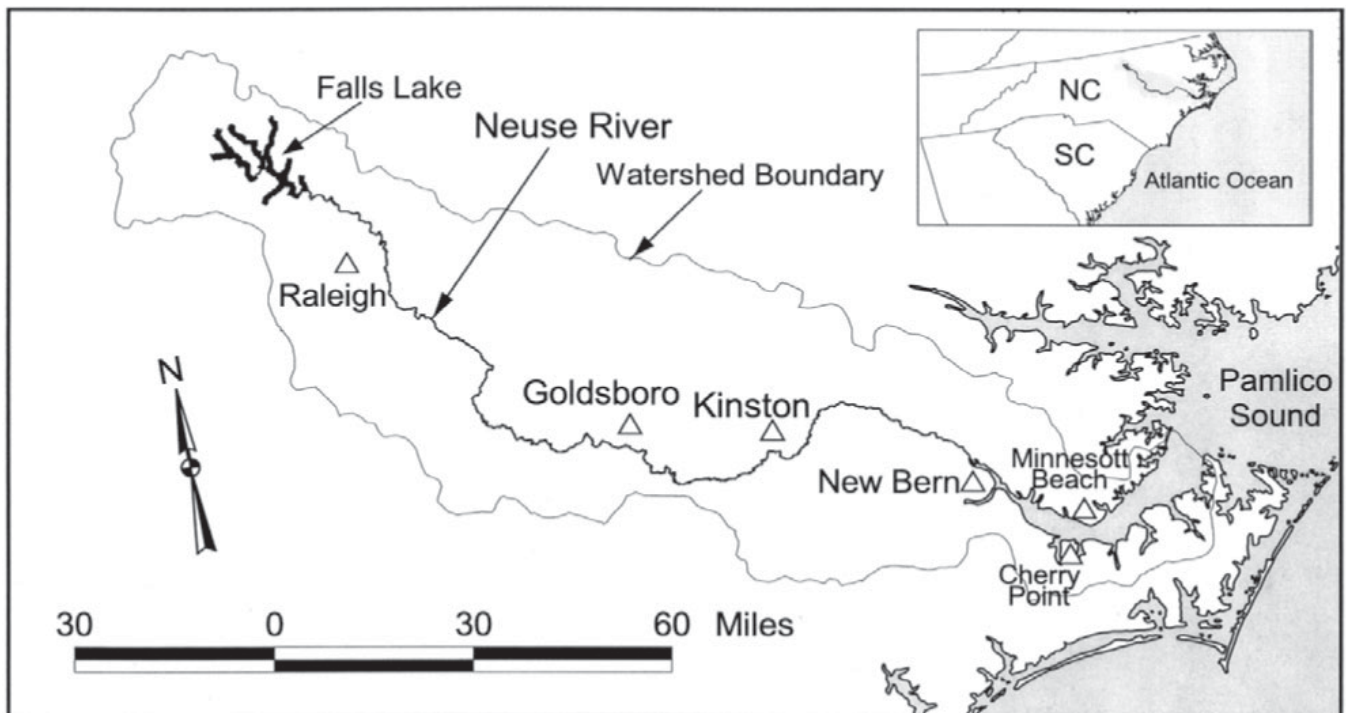 Falls Lake
Neuse River
Watershed Boundary
NC
SC
Atlantic Ocean
Raleigh
N
Goldsboro
Kinston
Pamlico
Sound
New Bern
Minnesott
Beach
Cherry
Point
30 0 30 60 Miles